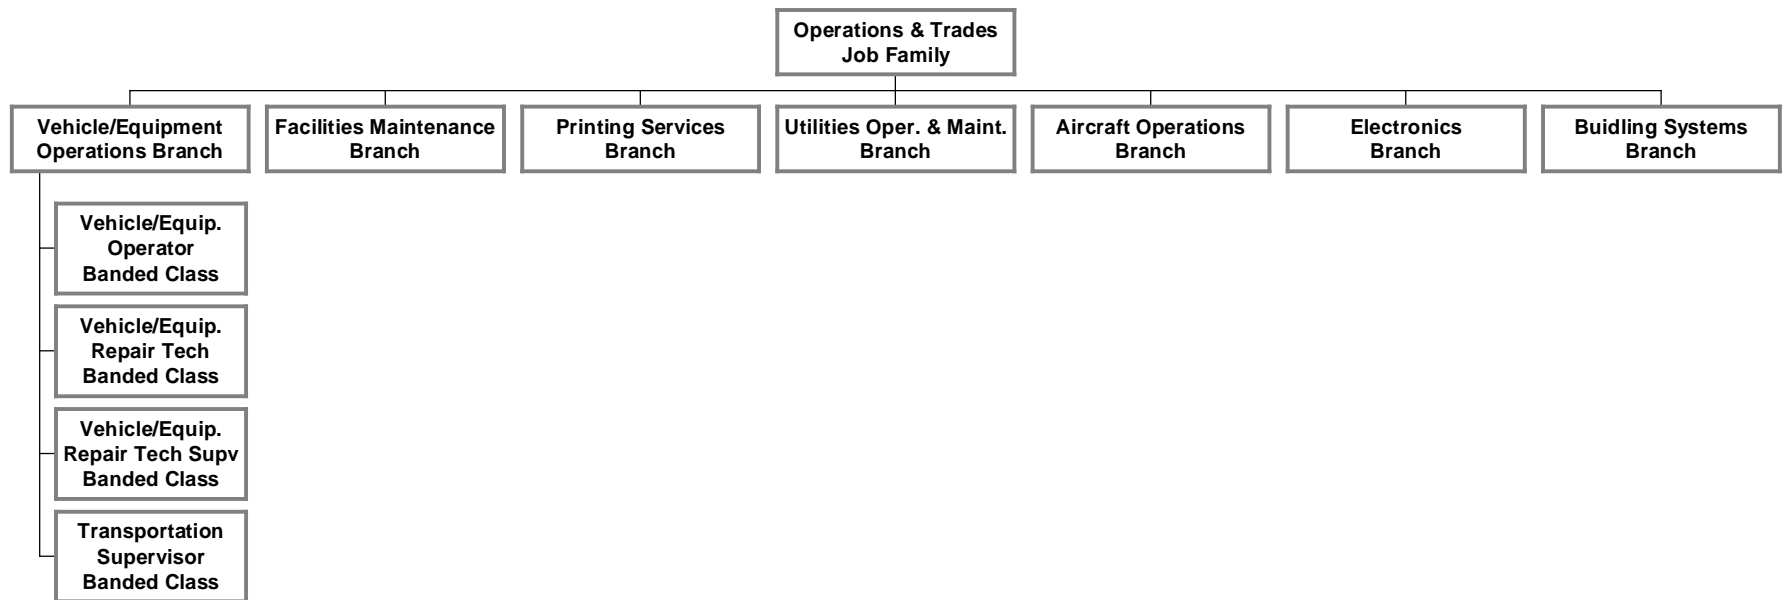 Operations & Trades
Job Family
Vehicle/Equipment
Operations Branch
Facilities Maintenance
Branch
Printing Services
Branch
Utilities Oper. & Maint.
Branch
Aircraft Operations
Branch
Electronics
Branch
Buidling Systems
Branch
Vehicle/Equip.
Operator
Banded Class
Vehicle/Equip.
Repair Tech
Banded Class
Vehicle/Equip.
Repair Tech Supv
Banded Class
Transportation
Supervisor
Banded Class